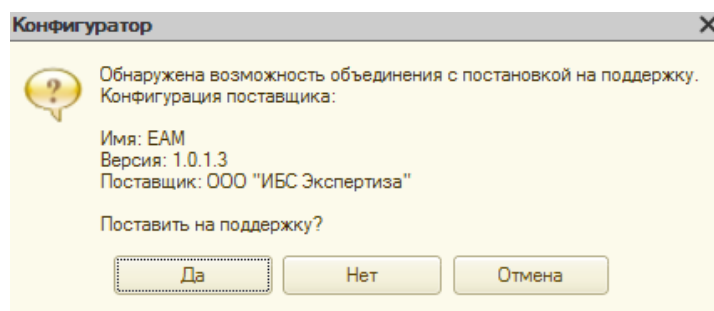 Конфигуратор
Обнаружена возможность объединения с постановкой на поддержку.
Конфигурация поставщика:
Имя: EAM
Версия: 1.0.1.3
Поставщик: ООО "ИБС Экспертиза"
Поставить на поддержку?
Да Нет Отмена